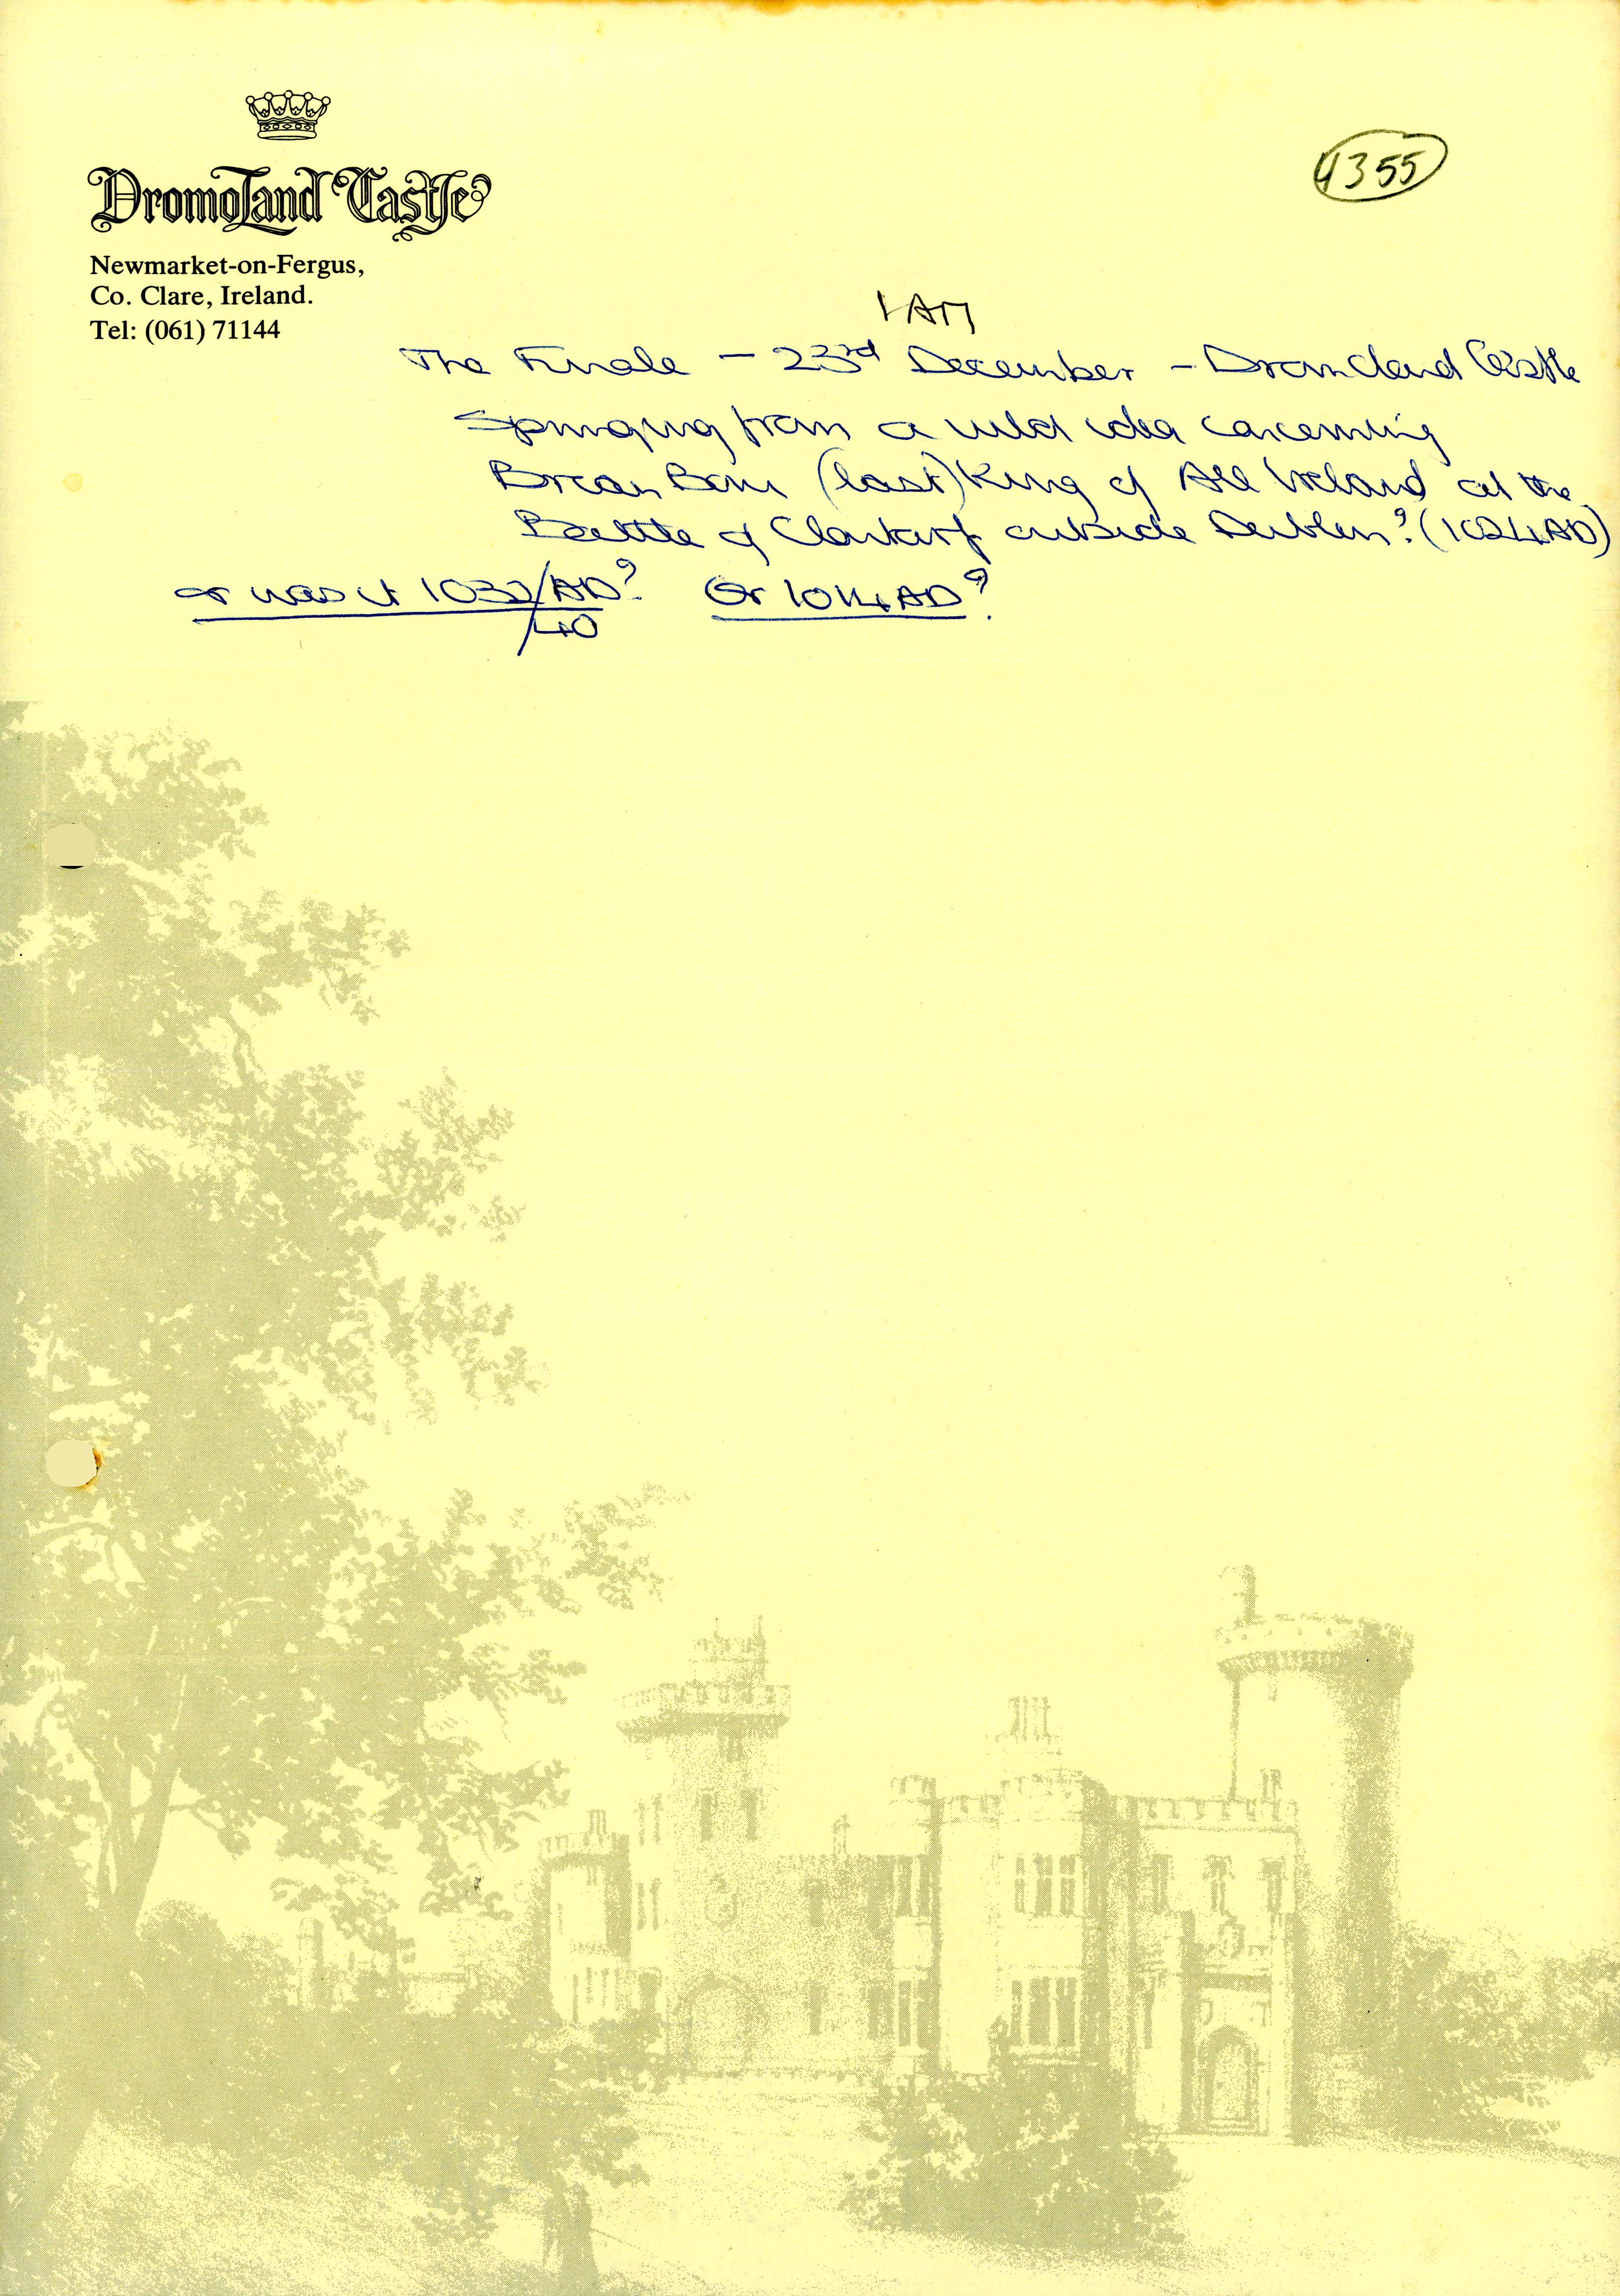 Dromoland Castle
4355
Newmarket-on-Fergus,
Co. Clare, Ireland.
Tel: (061) 71144
The Finale – 23rd December – Dromoland Castle
Springing from a wild idea concerning
Brian Boru (last) King of All Ireland at the
Battle of Clontarf outside Dublin? (1024AD)
or was it 1032/AD? Or 1014AD?
/40